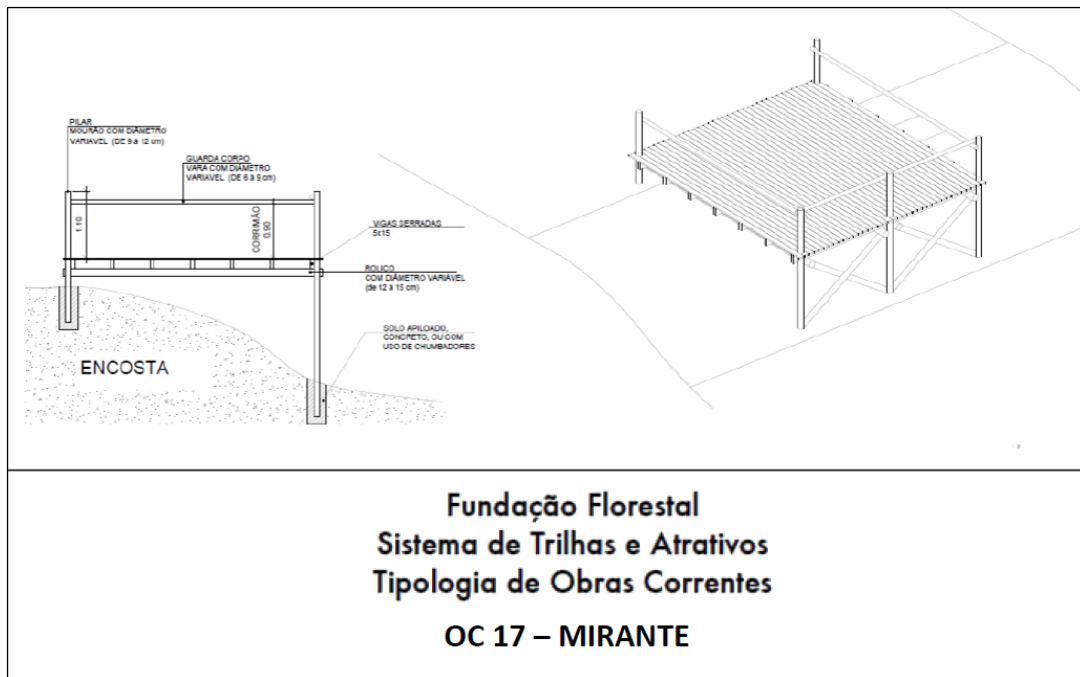 PILAR
MOURÃO COM DIÂMETRO
VARIAVEL (DE 9 à 12 cm)
GUARDA CORPO
VARA COM DIÂMETRO
VARIAVEL (DE 6 à 9 cm)
1.10
CORRIMÃO
0.90
VIGAS SERRADAS
5x15
ROLIÇO
COM DIÂMETRO VARIÁVEL
(de 12 à 15 cm)
SOLO APILOADO,
CONCRETO, OU COM
USO DE CHUMBADORES
ENCOSTA
Fundação Florestal
Sistema de Trilhas e Atrativos
Tipologia de Obras Correntes
OC 17 – MIRANTE